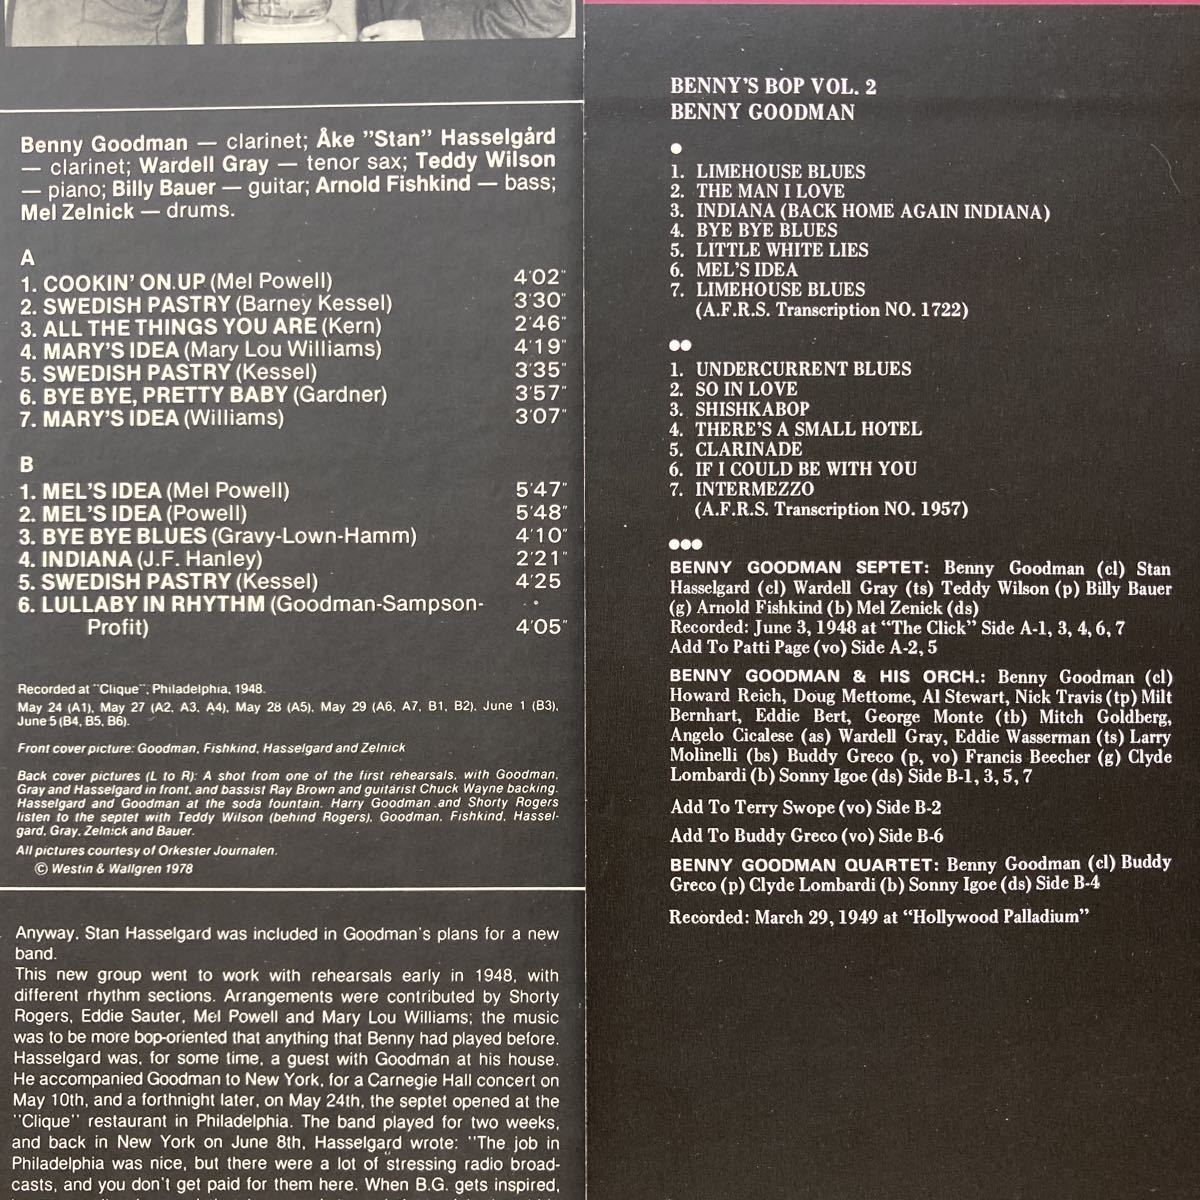 Benny Goodman — clarinet; Åke "Stan" Hasselgård
— clarinet; Wardell Gray — tenor sax; Teddy Wilson
— piano; Billy Bauer — guitar; Arnold Fishkind — bass;
Mel Zelnick — drums.
A
1. COOKIN' ON UP (Mel Powell) 4'02"
2. SWEDISH PASTRY (Barney Kessel) 3'30"
3. ALL THE THINGS YOU ARE (Kern) 2'46"
4. MARY'S IDEA (Mary Lou Williams) 4'19"
5. SWEDISH PASTRY (Kessel) 3'35"
6. BYE BYE, PRETTY BABY (Gardner) 3'57"
7. MARY'S IDEA (Williams) 3'07"
B
1. MEL'S IDEA (Mel Powell) 5'47"
2. MEL'S IDEA (Powell) 5'48"
3. BYE BYE BLUES (Gravy-Lown-Hamm) 4'10"
4. INDIANA (J.F. Hanley) 2'21"
5. SWEDISH PASTRY (Kessel) 4'25
6. LULLABY IN RHYTHM (Goodman-Sampson-
Profit) 4'05"
Recorded at "Clique", Philadelphia, 1948.
May 24 (A1), May 27 (A2, A3, A4), May 28 (A5), May 29 (A6, A7, B1, B2), June 1 (B3),
June 5 (B4, B5, B6).
Front cover picture: Goodman, Fishkind, Hasselgard and Zelnick
Back cover pictures (L to R): A shot from one of the first rehearsals, with Goodman,
Gray and Hasselgard in front, and bassist Ray Brown and guitarist Chuck Wayne backing.
Hasselgard and Goodman at the soda fountain. Harry Goodman and Shorty Rogers
listen to the septet with Teddy Wilson (behind Rogers), Goodman, Fishkind, Hassel-
gard, Gray, Zelnick and Bauer.
All pictures courtesy of Orkester Journalen.
© Westin & Wallgren 1978
Anyway, Stan Hasselgard was included in Goodman's plans for a new
band.
This new group went to work with rehearsals early in 1948, with
different rhythm sections. Arrangements were contributed by Shorty
Rogers, Eddie Sauter, Mel Powell and Mary Lou Williams; the music
was to be more bop-oriented that anything that Benny had played before.
Hasselgard was, for some time, a guest with Goodman at his house.
He accompanied Goodman to New York, for a Carnegie Hall concert on
May 10th, and a forthnight later, on May 24th, the septet opened at the
"Clique" restaurant in Philadelphia. The band played for two weeks,
and back in New York on June 8th, Hasselgard wrote: "The job in
Philadelphia was nice, but there were a lot of stressing radio broad-
casts, and you don't get paid for them here. When B.G. gets inspired,
BENNY'S BOP VOL. 2
BENNY GOODMAN
●
1. LIMEHOUSE BLUES
2. THE MAN I LOVE
3. INDIANA (BACK HOME AGAIN INDIANA)
4. BYE BYE BLUES
5. LITTLE WHITE LIES
6. MEL'S IDEA
7. LIMEHOUSE BLUES
(A.F.R.S. Transcription NO. 1722)
●●
1. UNDERCURRENT BLUES
2. SO IN LOVE
3. SHISHKABOP
4. THERE'S A SMALL HOTEL
5. CLARINADE
6. IF I COULD BE WITH YOU
7. INTERMEZZO
(A.F.R.S. Transcription NO. 1957)
●●●
BENNY GOODMAN SEPTET: Benny Goodman (cl) Stan
Hasselgard (cl) Wardell Gray (ts) Teddy Wilson (p) Billy Bauer
(g) Arnold Fishkind (b) Mel Zenick (ds)
Recorded: June 3, 1948 at "The Click" Side A-1, 3, 4, 6, 7
Add To Patti Page (vo) Side A-2, 5
BENNY GOODMAN & HIS ORCH.: Benny Goodman (cl)
Howard Reich, Doug Mettome, Al Stewart, Nick Travis (tp) Milt
Bernhart, Eddie Bert, George Monte (tb) Mitch Goldberg,
Angelo Cicalese (as) Wardell Gray, Eddie Wasserman (ts) Larry
Molinelli (bs) Buddy Greco (p, vo) Francis Beecher (g) Clyde
Lombardi (b) Sonny Igoe (ds) Side B-1, 3, 5, 7
Add To Terry Swope (vo) Side B-2
Add To Buddy Greco (vo) Side B-6
BENNY GOODMAN QUARTET: Benny Goodman (cl) Buddy
Greco (p) Clyde Lombardi (b) Sonny Igoe (ds) Side B-4
Recorded: March 29, 1949 at "Hollywood Palladium"